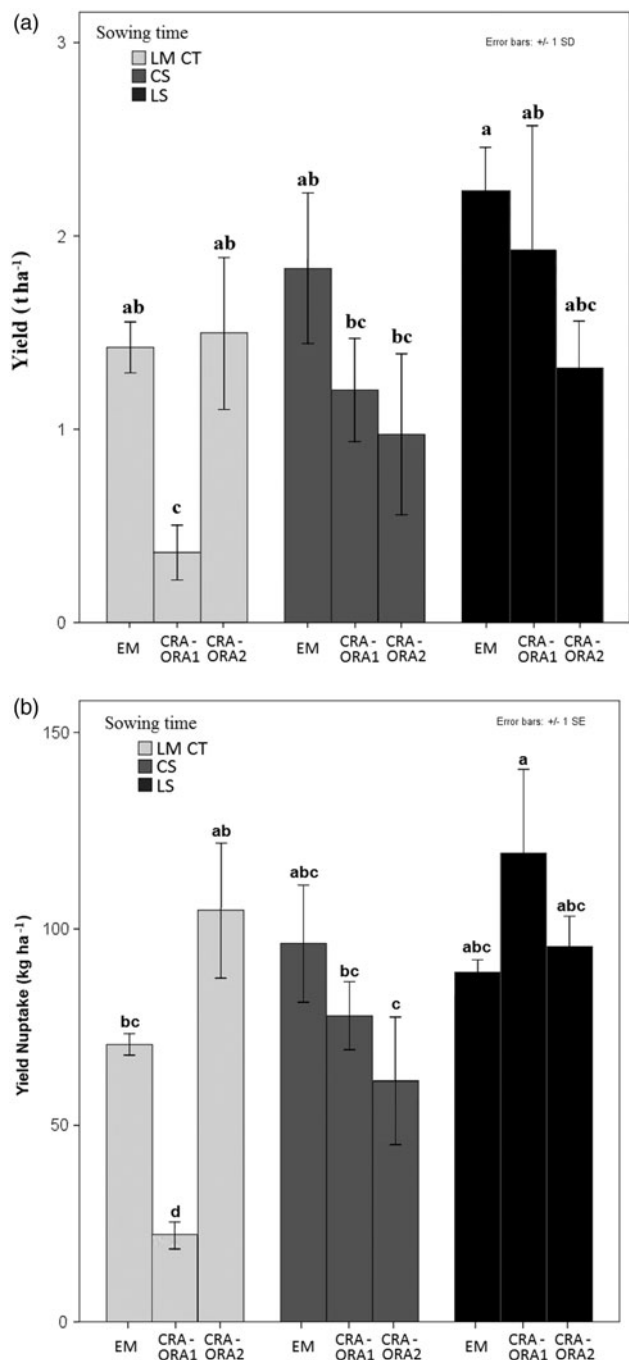 (a)
3
Sowing time
Error bars: +/- 1 SD
LM CT
CS
LS
a
ab
ab
ab
ab
2
Yield (t ha⁻¹)
abc
bc
bc
1
c
0
EM CRA-ORA1 CRA-ORA2 EM CRA-ORA1 CRA-ORA2 EM CRA-ORA1 CRA-ORA2
(b)
150
Sowing time
Error bars: +/- 1 SE
LM CT
CS
LS
a
ab
abc
abc
abc
100
Yield Nuptake (kg ha⁻¹)
bc
bc
c
50
d
0
EM CRA-ORA1 CRA-ORA2 EM CRA-ORA1 CRA-ORA2 EM CRA-ORA1 CRA-ORA2